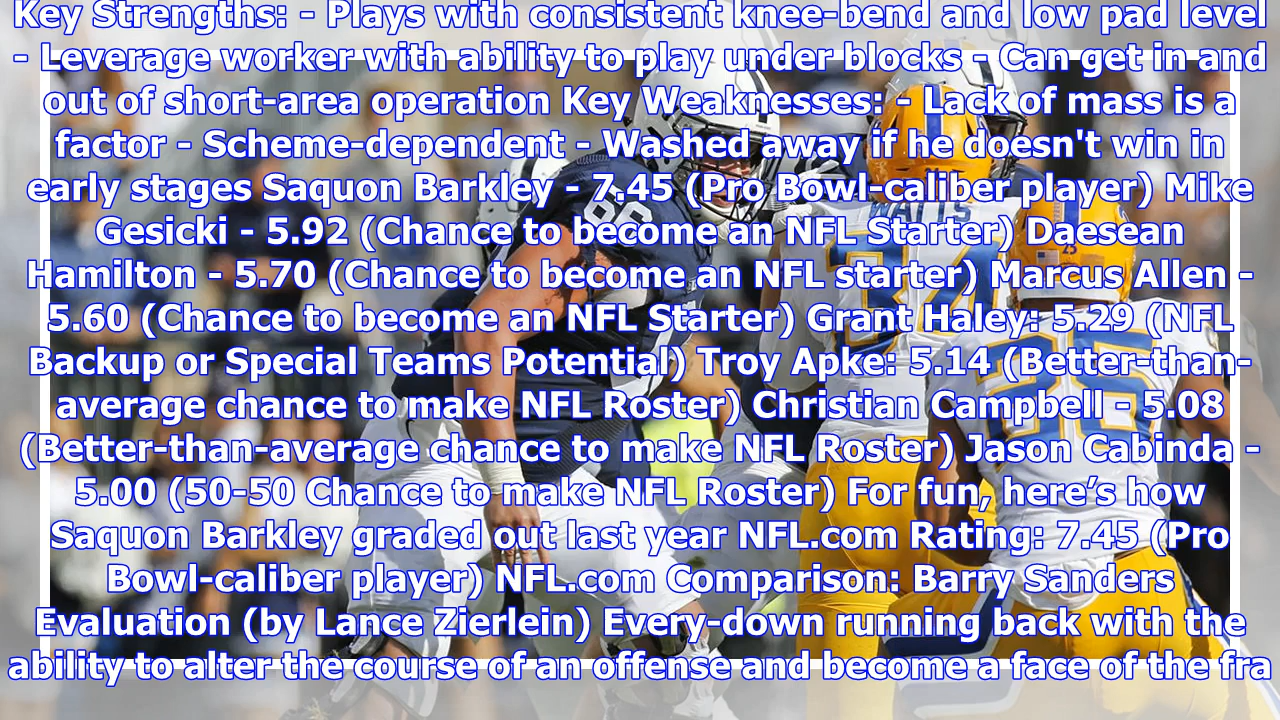 Key Strengths: - Plays with consistent knee-bend and low pad level
- Leverage worker with ability to play under blocks - Can get in and
out of short-area operation Key Weaknesses: - Lack of mass is a
factor - Scheme-dependent - Washed away if he doesn't win in
early stages Saquon Barkley - 7.45 (Pro Bowl-caliber player) Mike
Gesicki - 5.92 (Chance to become an NFL Starter) Daesean
Hamilton - 5.70 (Chance to become an NFL starter) Marcus Allen -
5.60 (Chance to become an NFL Starter) Grant Haley: 5.29 (NFL
Backup or Special Teams Potential) Troy Apke: 5.14 (Better-than-
average chance to make NFL Roster) Christian Campbell - 5.08
(Better-than-average chance to make NFL Roster) Jason Cabinda -
5.00 (50-50 Chance to make NFL Roster) For fun, here’s how
Saquon Barkley graded out last year NFL.com Rating: 7.45 (Pro
Bowl-caliber player) NFL.com Comparison: Barry Sanders
Evaluation (by Lance Zierlein) Every-down running back with the
ability to alter the course of an offense and become a face of the fra
66
WATTS
34
25